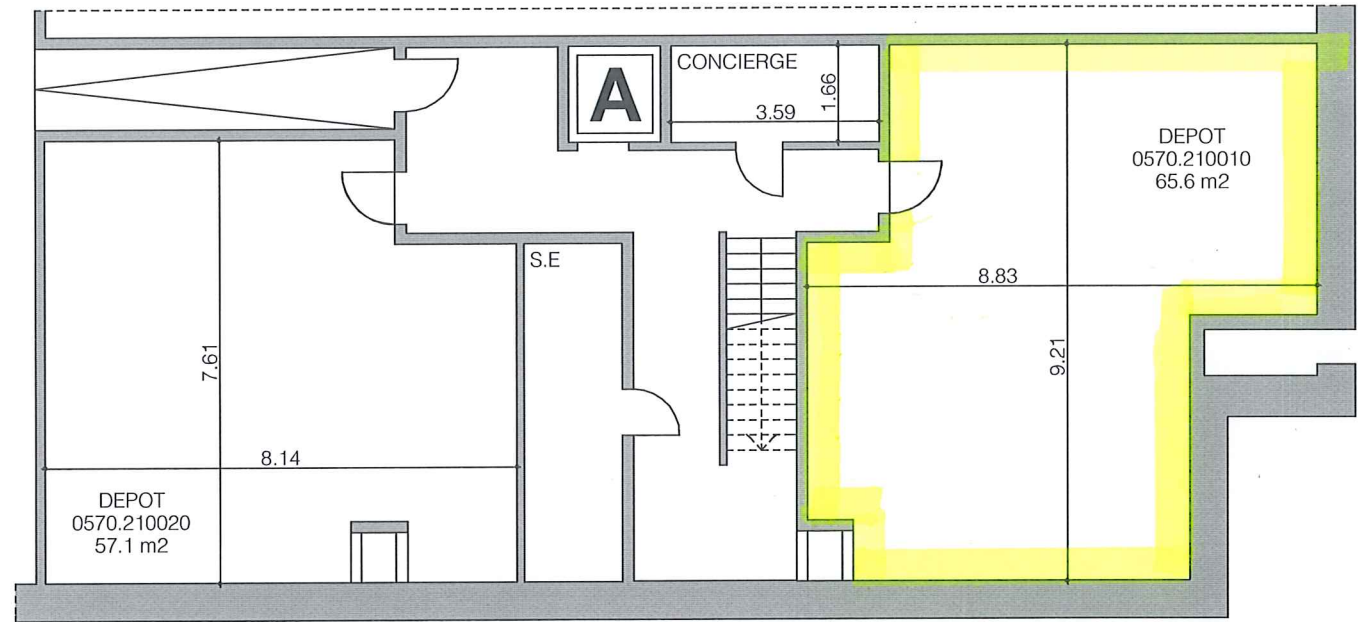 A
CONCIERGE
3.59
1.66
DEPOT
0570.210010
65.6 m2
S.E
8.83
9.21
7.61
8.14
DEPOT
0570.210020
57.1 m2